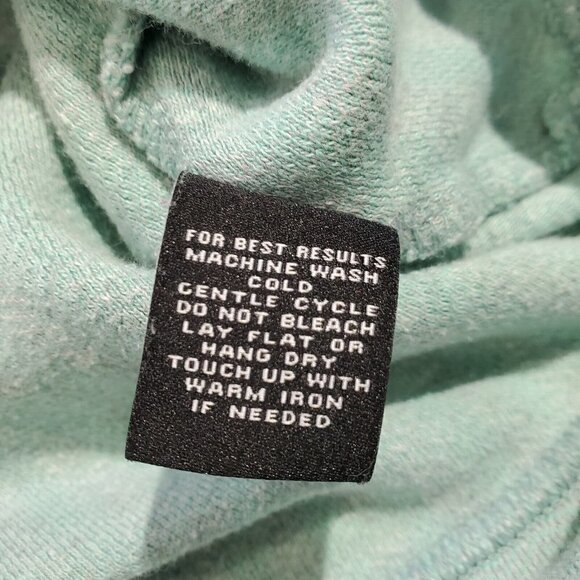 FOR BEST RESULTS
MACHINE WASH
COLD
GENTLE CYCLE
DO NOT BLEACH
LAY FLAT OR
HANG DRY
TOUCH UP WITH
WARM IRON
IF NEEDED